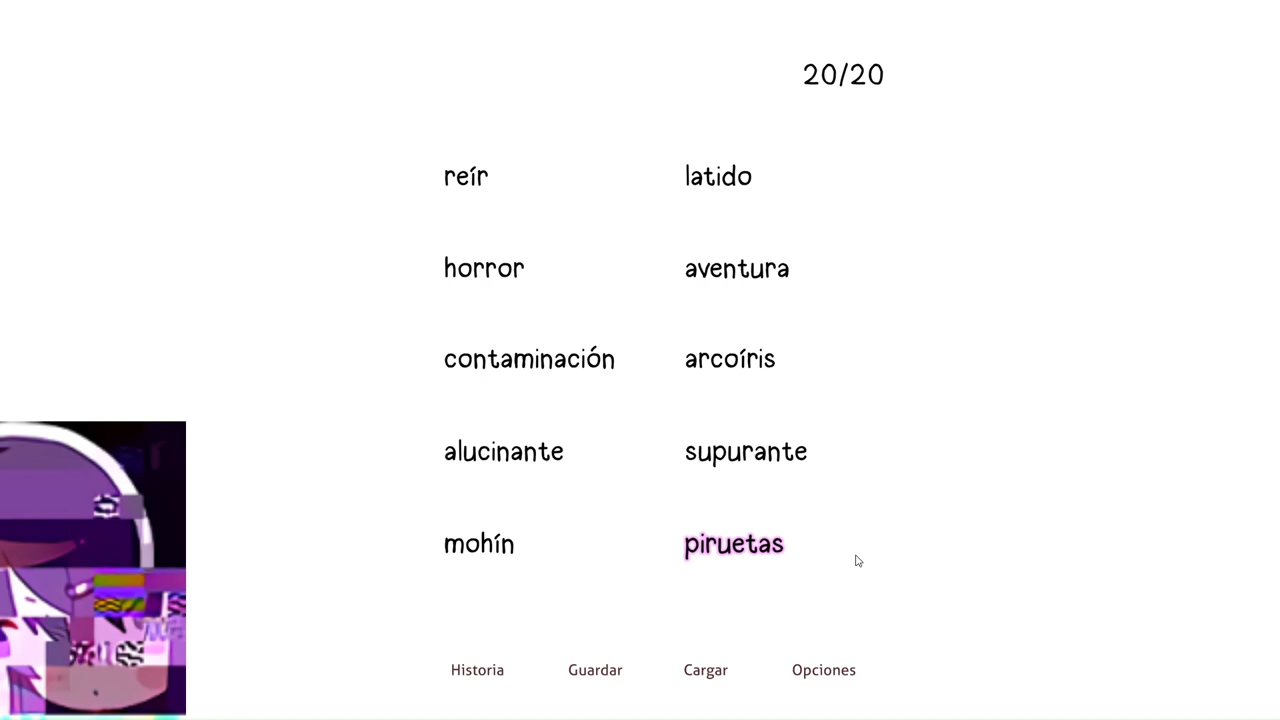 20/20
reír latido
horror aventura
contaminación arcoíris
alucinante supurante
mohín piruetas
Historia Guardar Cargar Opciones